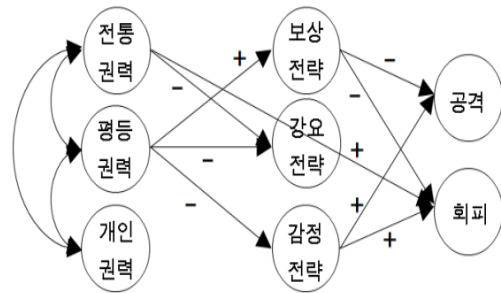 전통
권력
평등
권력
개인
권력
보상
전략
강요
전략
감정
전략
공격
회피
+
-
-
-
-
-
+
+
+